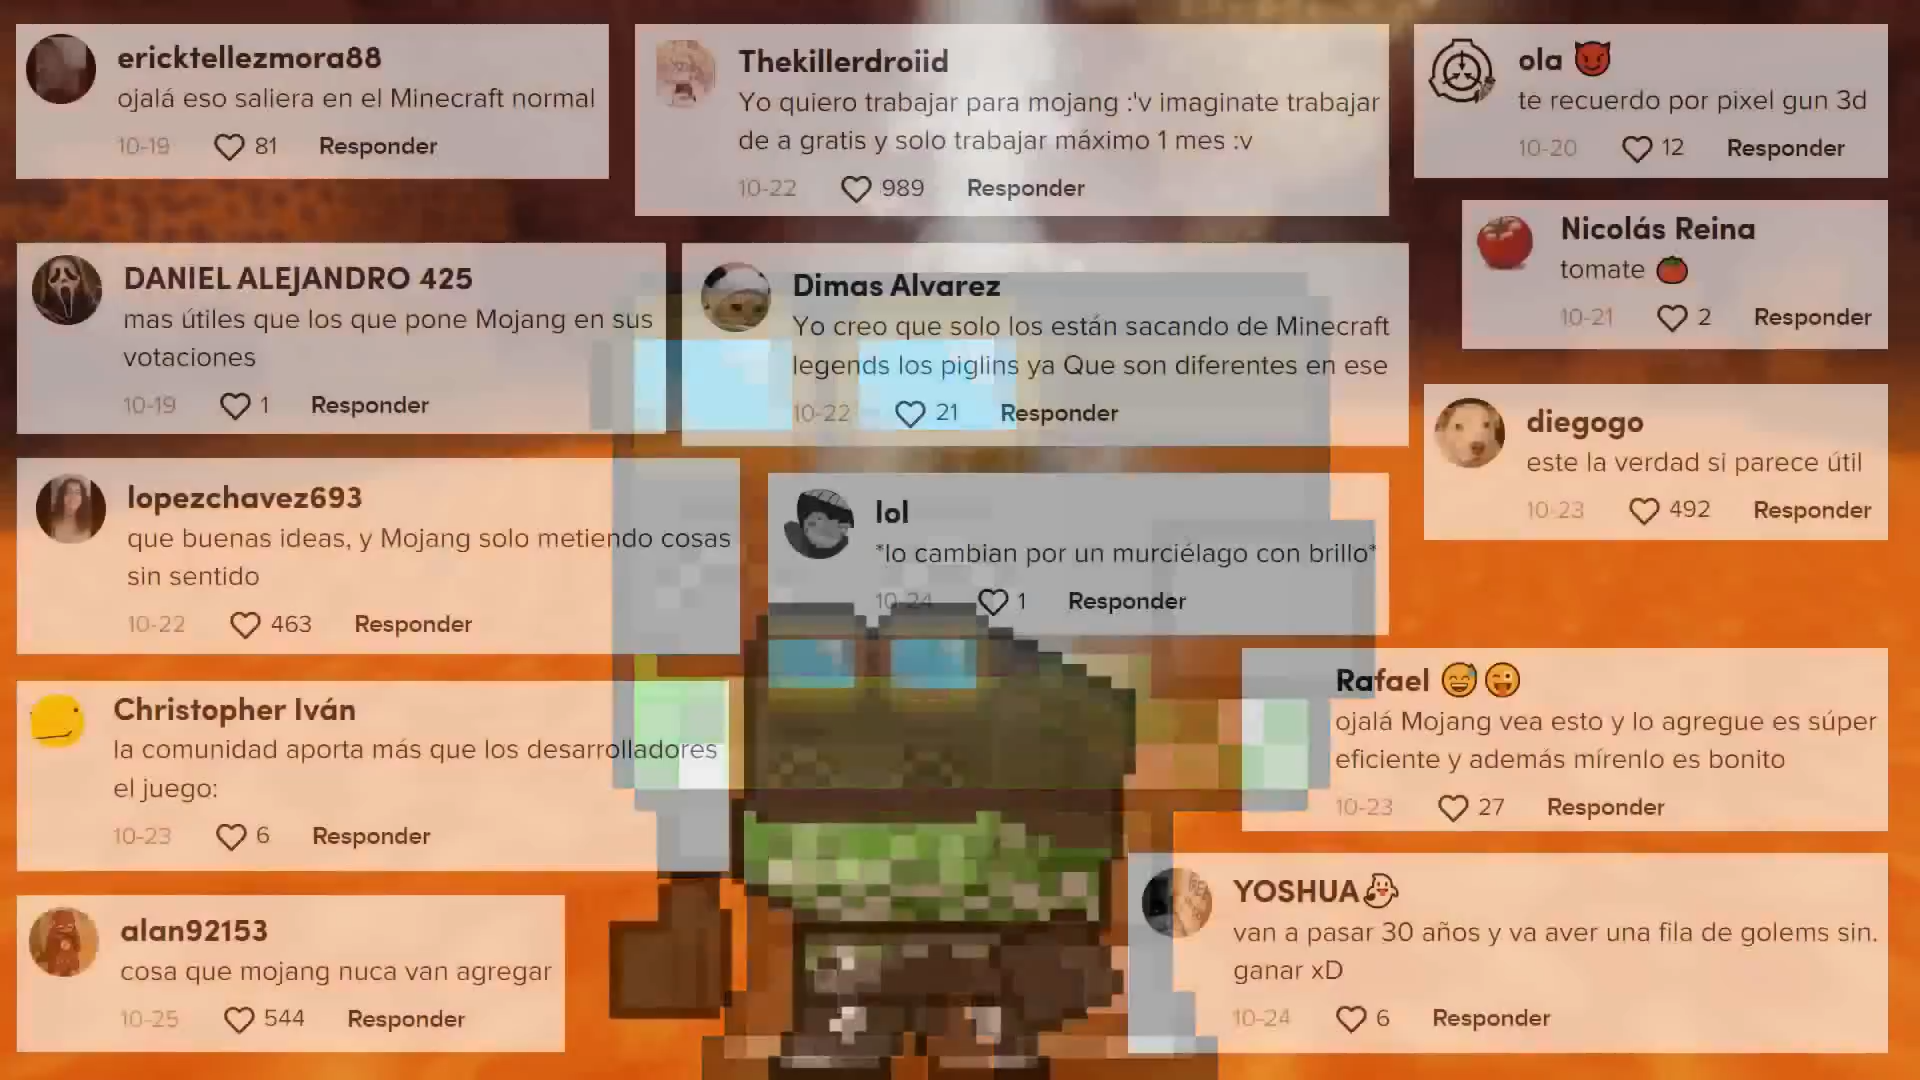 ericktellezmora88
ojalá eso saliera en el Minecraft normal
10-19 81 Responder
Thekillerdroiid
Yo quiero trabajar para mojang :'v imaginate trabajar
de a gratis y solo trabajar máximo 1 mes :v
10-22 989 Responder
ola 😈
te recuerdo por pixel gun 3d
10-20 12 Responder
Nicolás Reina
tomate 🍅
10-21 2 Responder
DANIEL ALEJANDRO 425
mas útiles que los que pone Mojang en sus
votaciones
10-19 1 Responder
Dimas Alvarez
Yo creo que solo los están sacando de Minecraft
legends los piglins ya Que son diferentes en ese
10-22 21 Responder
diegogo
este la verdad si parece útil
10-23 492 Responder
lopezchavez693
que buenas ideas, y Mojang solo metiendo cosas
sin sentido
10-22 463 Responder
lol
*lo cambian por un murciélago con brillo*
10-24 1 Responder
Rafael 😅😜
ojalá Mojang vea esto y lo agregue es súper
eficiente y además mírenlo es bonito
10-23 27 Responder
Christopher Iván
la comunidad aporta más que los desarrolladores
el juego:
10-23 6 Responder
YOSHUA👻
van a pasar 30 años y va aver una fila de golems sin.
ganar xD
10-24 6 Responder
alan92153
cosa que mojang nuca van agregar
10-25 544 Responder